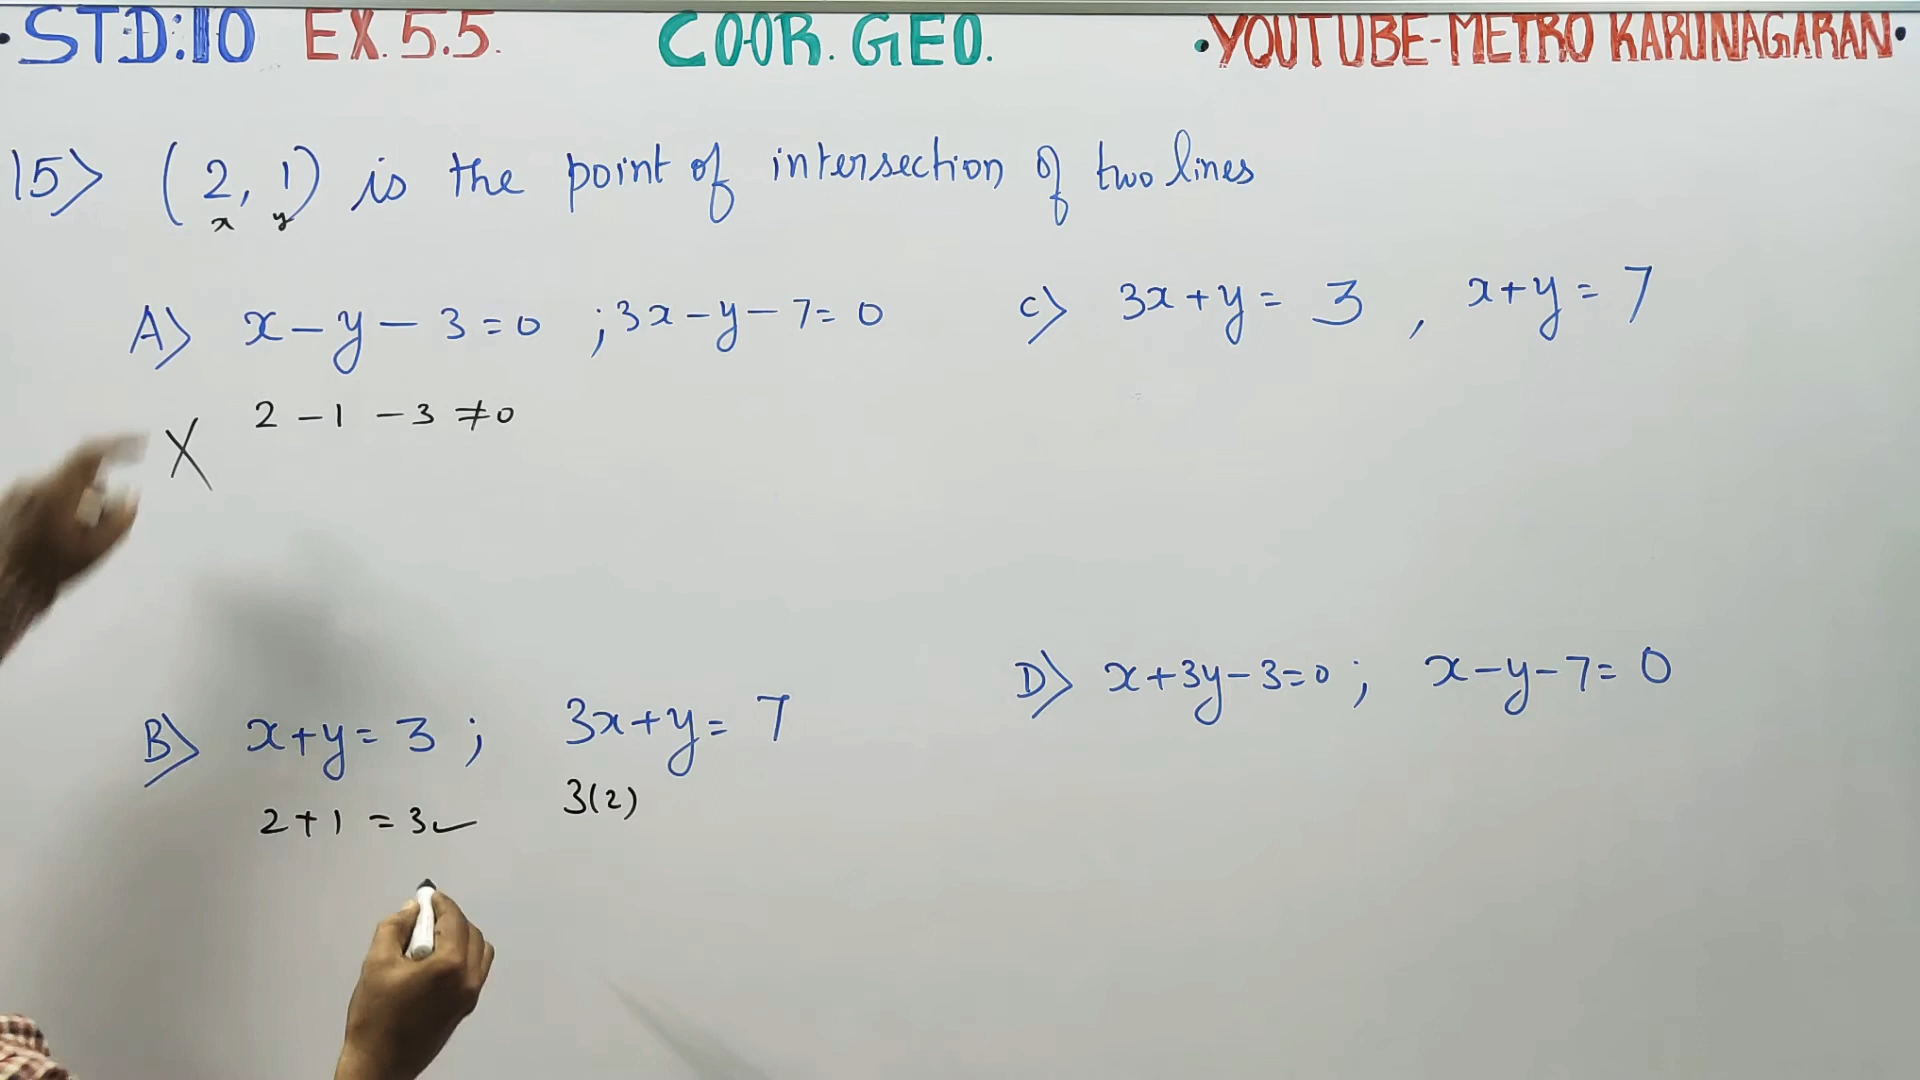 • STD:10 EX. 5.5. COOR. GEO. • YOUTUBE-METRO KARUNAGARAN •
15> (2, 1) is the point of intersection of two lines
x y
A) x - y - 3 = 0 ; 3x - y - 7 = 0
X 2 - 1 - 3 ≠ 0
B) x + y = 3 ; 3x + y = 7
2 + 1 = 3 ✓ 3(2)
C) 3x + y = 3 , x + y = 7
D) x + 3y - 3 = 0 ; x - y - 7 = 0